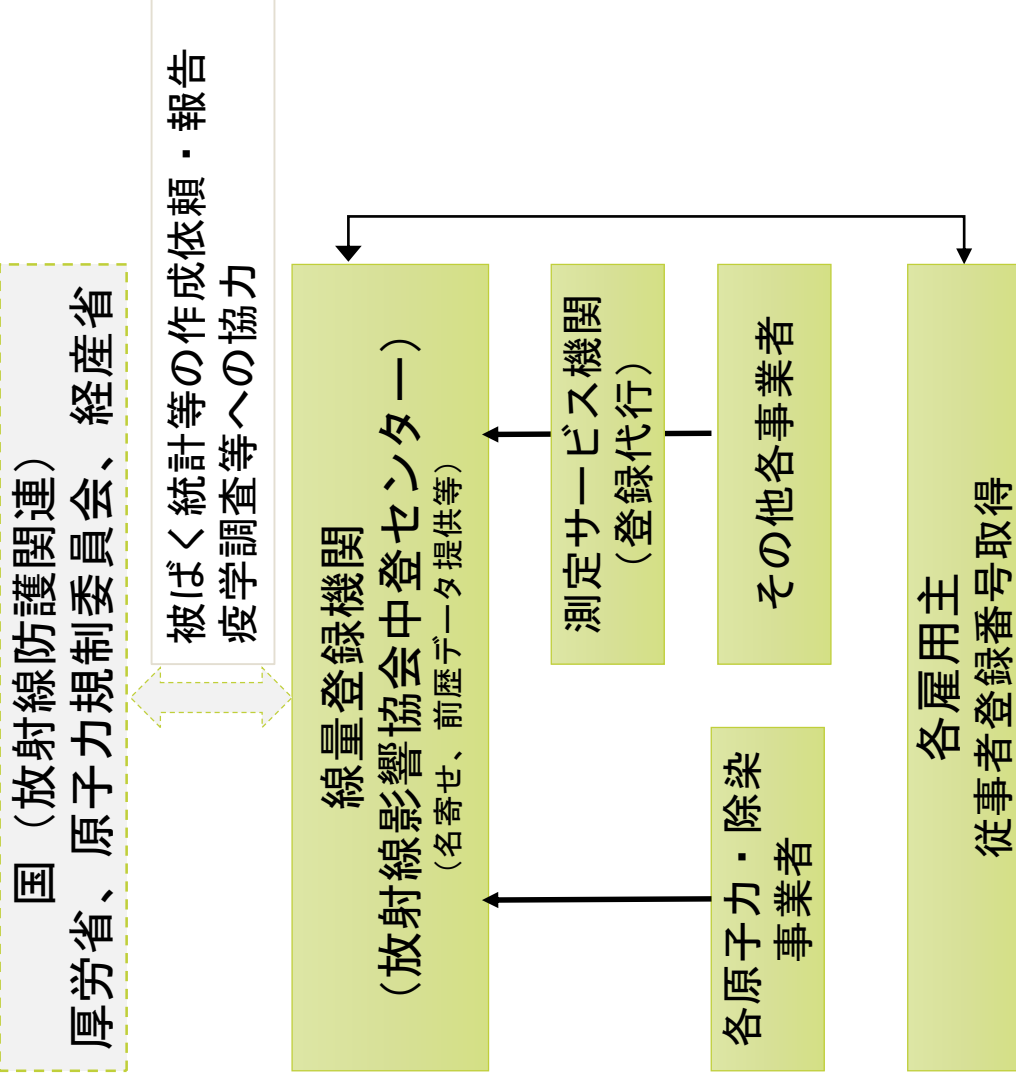 国（放射線防護関連）
厚労省、原子力規制委員会、経産省
被ばく統計等の作成依頼・報告
疫学調査等への協力
線量登録機関
（放射線影響協会中登センター）
（名寄せ、前歴データ提供等）
測定サービス機関
（登録代行）
各原子力・除染
事業者
その他各事業者
各雇用主
従事者登録番号取得